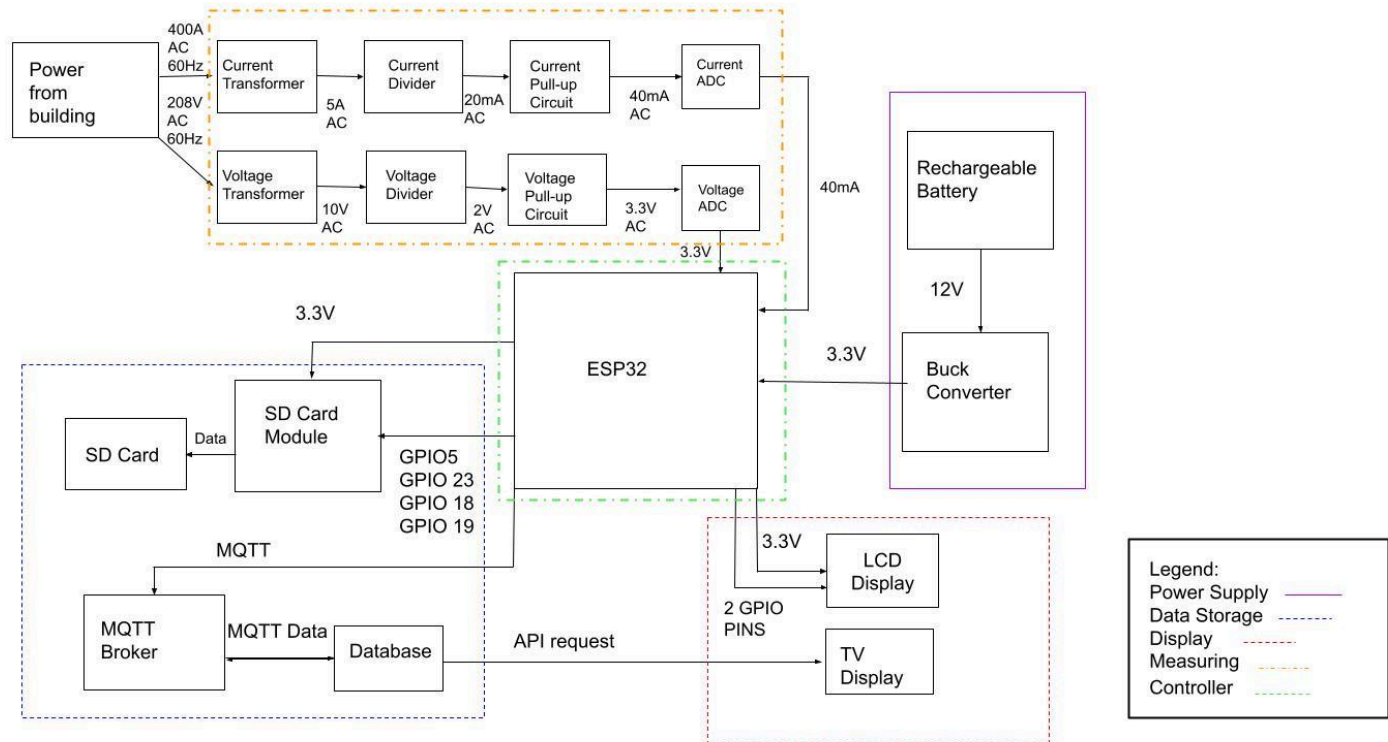 400A
AC
60Hz
Power
from
building
208V
AC
60Hz
Current
Transformer
5A
AC
Current
Divider
20mA
AC
Current
Pull-up
Circuit
40mA
AC
Current
ADC
Voltage
Transformer
10V
AC
Voltage
Divider
2V
AC
Voltage
Pull-up
Circuit
3.3V
AC
Voltage
ADC
40mA
3.3V
Rechargeable
Battery
12V
Buck
Converter
3.3V
ESP32
3.3V
SD Card
Module
Data
SD Card
GPIO5
GPIO 23
GPIO 18
GPIO 19
MQTT
MQTT
Broker
MQTT Data
Database
API request
3.3V
LCD
Display
2 GPIO
PINS
TV
Display
Legend:
Power Supply
Data Storage
Display
Measuring
Controller